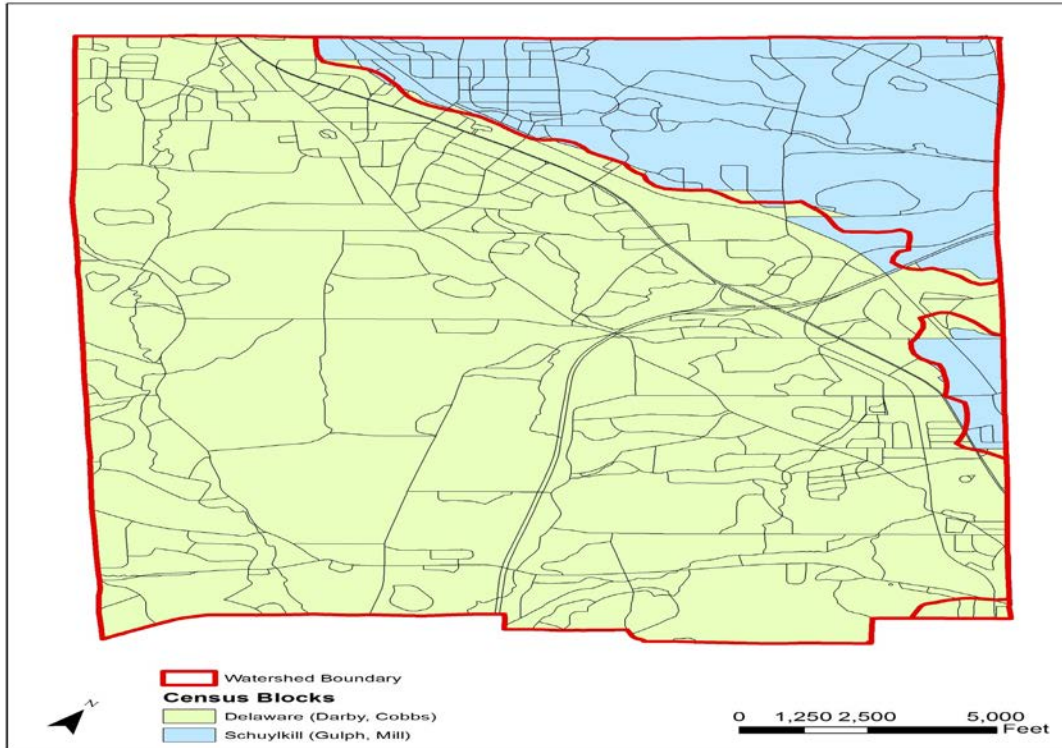 Watershed Boundary
Census Blocks
Delaware (Darby, Cobbs)
Schuylkill (Gulph, Mill)
N
0 1,250 2,500 5,000
Feet